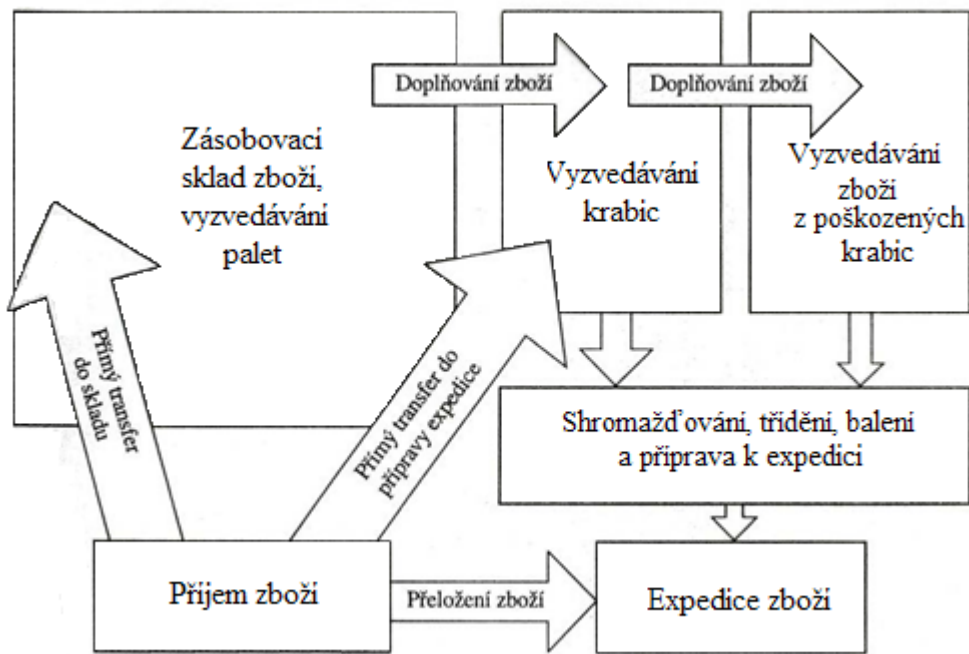 Doplňování zboží
Doplňování zboží
Zásobovací
sklad zboží,
vyzvedávání
palet
Vyzvedávání
krabic
Vyzvedávání
zboží
z poškozených
krabic
Přímý transfer
do skladu
Přímý transfer do
přípravy expedice
Shromažďování, třídění, balení
a příprava k expedici
Příjem zboží
Přeložení zboží
Expedice zboží